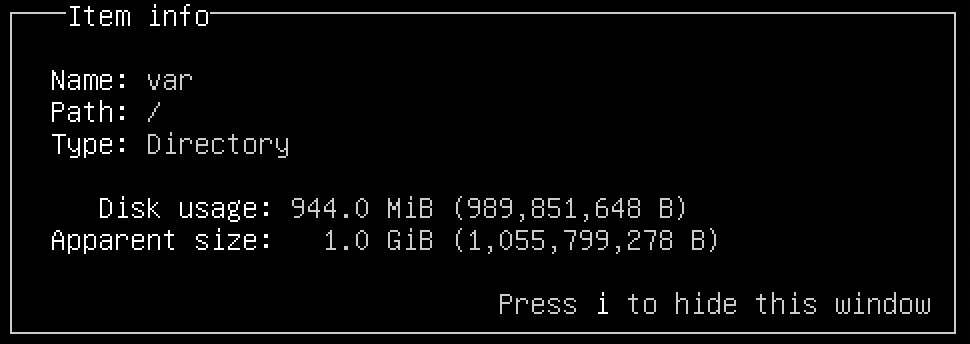 Item info
Name: var
Path: /
Type: Directory
Disk usage: 944.0 MiB (989,851,648 B)
Apparent size: 1.0 GiB (1,055,799,278 B)
Press i to hide this window